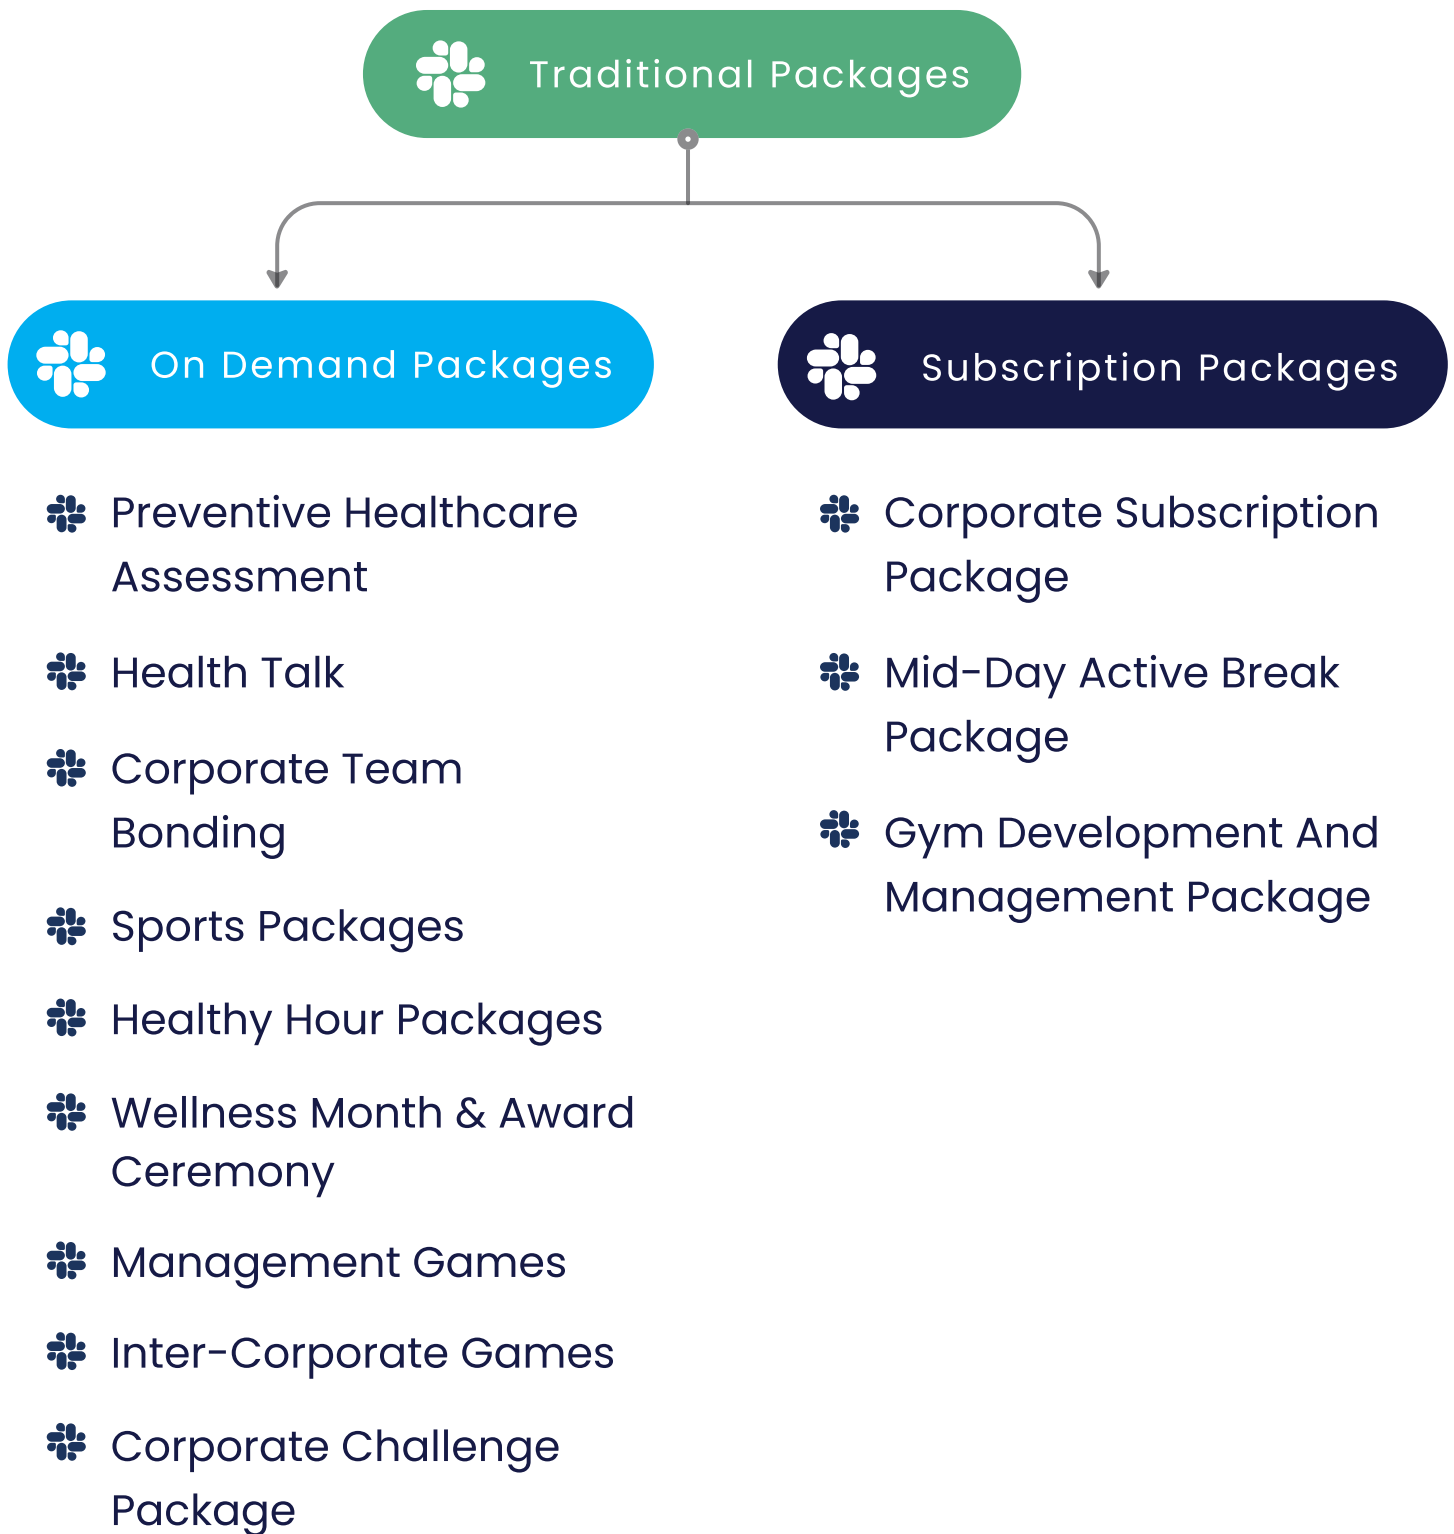 Traditional Packages
On Demand Packages
Preventive Healthcare
Assessment
Health Talk
Corporate Team
Bonding
Sports Packages
Healthy Hour Packages
Wellness Month & Award
Ceremony
Management Games
Inter-Corporate Games
Corporate Challenge
Package
Subscription Packages
Corporate Subscription
Package
Mid-Day Active Break
Package
Gym Development And
Management Package